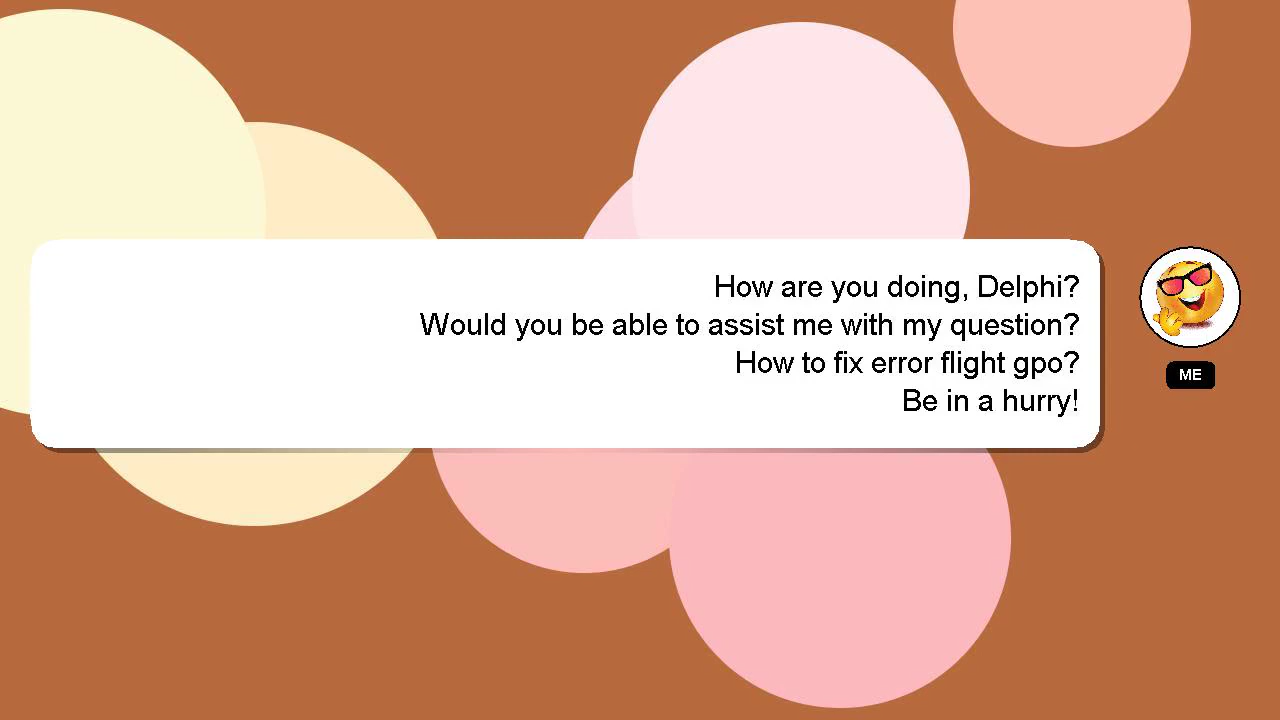 How are you doing, Delphi?
Would you be able to assist me with my question?
How to fix error flight gpo?
Be in a hurry!
ME